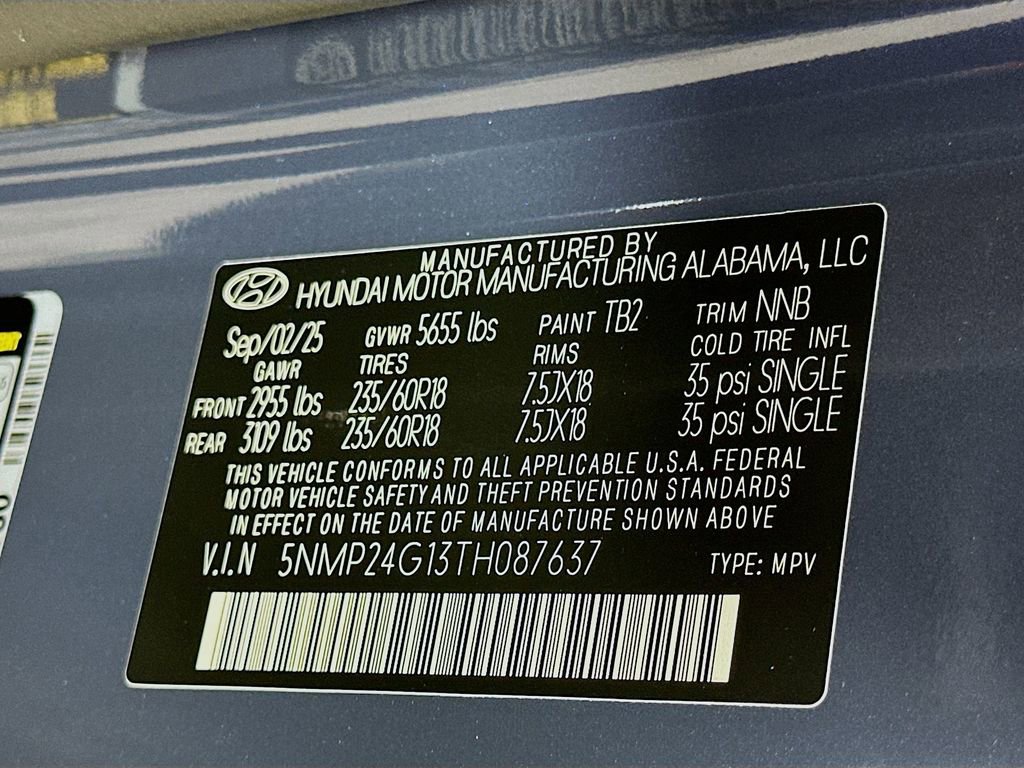 MANUFACTURED BY
HYUNDAI MOTOR MANUFACTURING ALABAMA, LLC
Sep/02/25 GVWR 5655 lbs PAINT TB2 TRIM NNB
GAWR TIRES RIMS COLD TIRE INFL
FRONT 2955 lbs 235/60R18 7.5JX18 35 psi SINGLE
REAR 3109 lbs 235/60R18 7.5JX18 35 psi SINGLE
THIS VEHICLE CONFORMS TO ALL APPLICABLE U.S.A. FEDERAL
MOTOR VEHICLE SAFETY AND THEFT PREVENTION STANDARDS
IN EFFECT ON THE DATE OF MANUFACTURE SHOWN ABOVE
V.I.N 5NMP24G13TH087637 TYPE: MPV